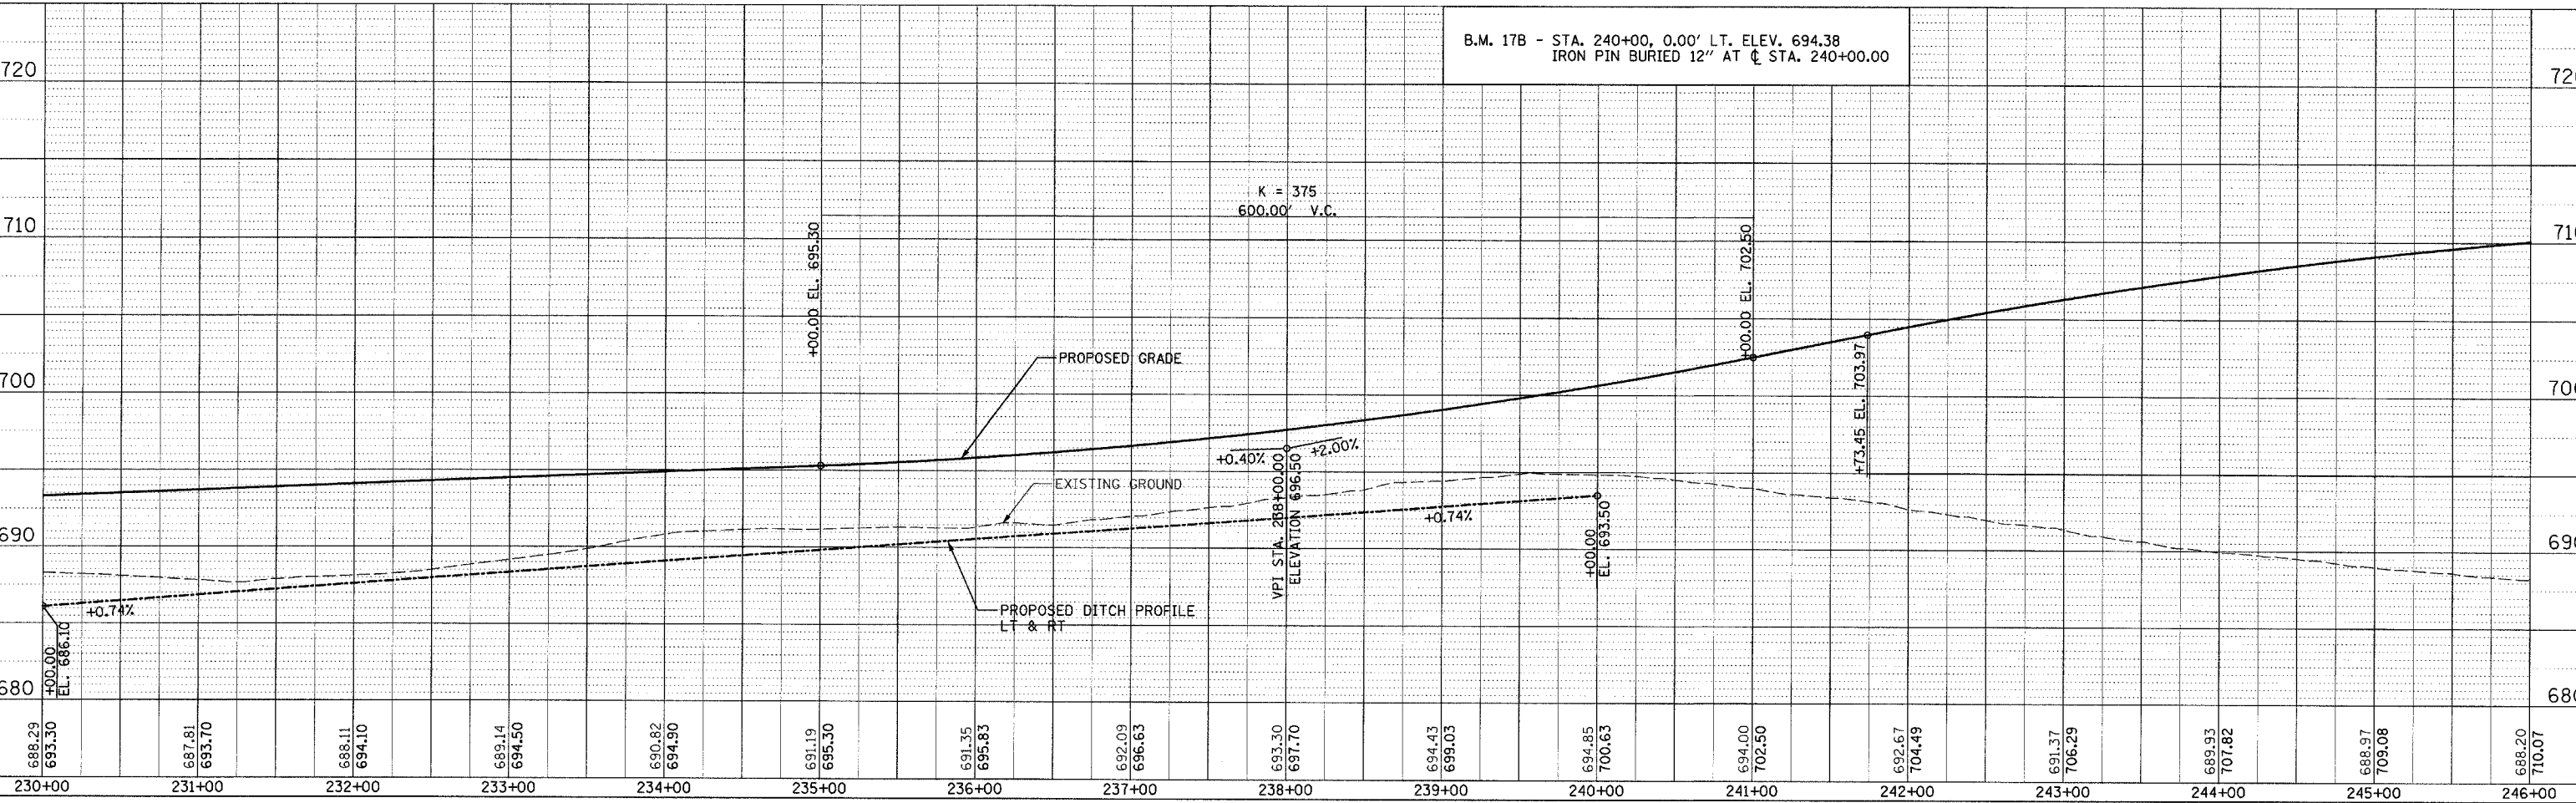 B.M. 17B - STA. 240+00, 0.00' LT. ELEV. 694.38
IRON PIN BURIED 12" AT ℄ STA. 240+00.00
720
720
710
710
700
700
690
690
680
680
K = 375
600.00' V.C.
+00.00 EL. 695.30
+00.00 EL. 702.50
+73.45 EL. 703.97
PROPOSED GRADE
+0.40%
+2.00%
VPI STA. 238+00.00
ELEVATION 696.50
EXISTING GROUND
+0.74%
+00.00
EL. 693.50
PROPOSED DITCH PROFILE
LT & RT
+0.74%
+00.00
EL. 686.10
688.29 687.81 688.11 689.14 690.82 691.19 691.35 692.09 693.30 694.43 694.85 694.00 692.67 691.37 689.93 688.97 688.20
693.30 693.70 694.10 694.50 694.90 695.30 695.83 696.63 697.70 699.03 700.63 702.50 704.49 706.29 707.82 709.08 710.07
230+00 231+00 232+00 233+00 234+00 235+00 236+00 237+00 238+00 239+00 240+00 241+00 242+00 243+00 244+00 245+00 246+00